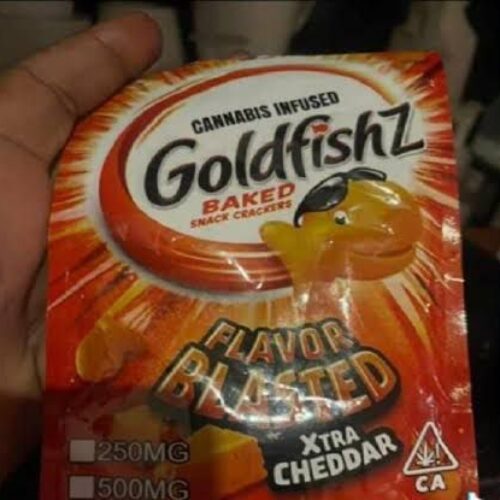 CANNABIS INFUSED
GoldfishZ
BAKED
SNACK CRACKERS
FLAVOR
BLASTED
XTRA
CHEDDAR
250MG
500MG
CA